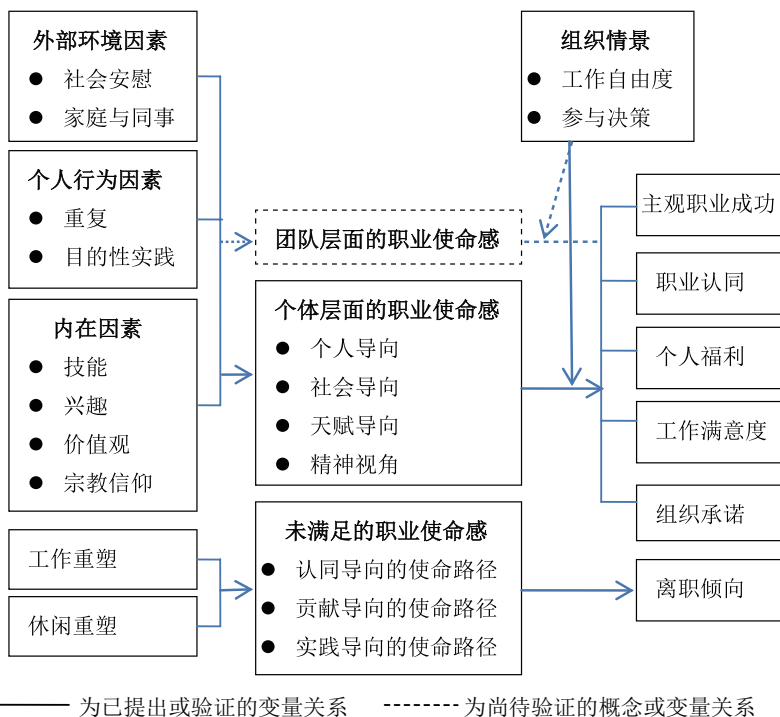 外部环境因素
● 社会安慰
● 家庭与同事
个人行为因素
● 重复
● 目的性实践
内在因素
● 技能
● 兴趣
● 价值观
● 宗教信仰
工作重塑
休闲重塑
组织情景
● 工作自由度
● 参与决策
团队层面的职业使命感
个体层面的职业使命感
● 个人导向
● 社会导向
● 天赋导向
● 精神视角
未满足的职业使命感
● 认同导向的使命路径
● 贡献导向的使命路径
● 实践导向的使命路径
主观职业成功
职业认同
个人福利
工作满意度
组织承诺
离职倾向
为已提出或验证的变量关系
为尚待验证的概念或变量关系